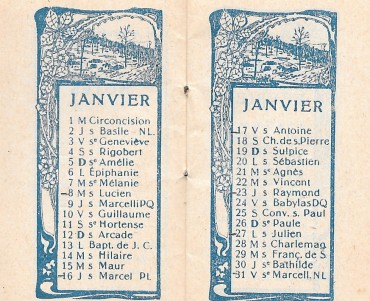 JANVIER
1 M Circoncision
2 J s Basile - NL.
3 V sᵉ Geneviève
4 S s Rigobert
5 D sᵉ Amélie
6 L Épiphanie
7 M sᵉ Mélanie
8 M s Lucien
9 J s Marcelli PQ
10 V s Guillaume
11 S sᵉ Hortense
12 D s Arcade
13 L Bapt. de J. C.
14 M s Hilaire
15 M s Maur
16 J s Marcel PL
JANVIER
17 V s Antoine
18 S Ch. de s. Pierre
19 D s Sulpice
20 L s Sébastien
21 M sᵉ Agnès
22 M s Vincent
23 J s Raymond
24 V s Babylas DQ
25 S Conv. s. Paul
26 D sᵉ Paule
27 L s Julien
28 M s Charlemag.
29 M s Franç. de S.
30 J sᵉ Bathilde
31 V s Marcell. NL